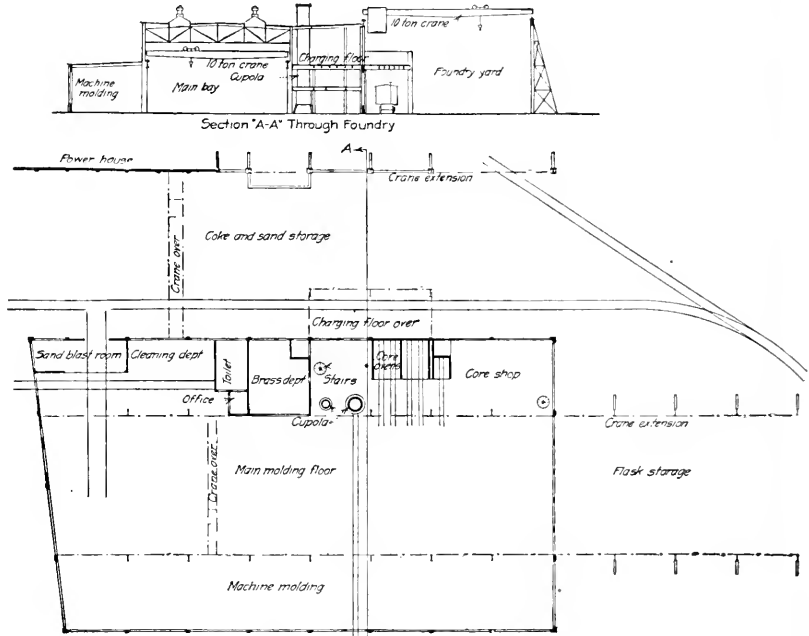 10 ton crane
Charging floor
10 ton crane
Cupola
Machine
molding
Main bay
Foundry yard
Section "A-A" Through Foundry
Power house
A
Crane extension
Crane over
Coke and sand storage
Charging floor over
Sand blast room
Cleaning dept
Toilet
Brass dept
Stairs
Core
ovens
Core shop
Office
Cupola
Crane extension
Crane over
Main molding floor
Flask storage
Machine molding